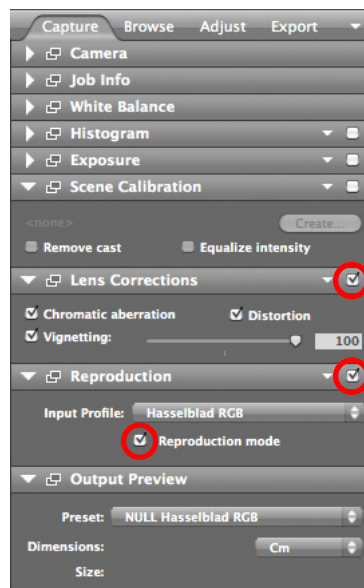 Capture Browse Adjust Export
Camera
Job Info
White Balance
Histogram
Exposure
Scene Calibration
<none> Create...
Remove cast Equalize intensity
Lens Corrections
Chromatic aberration Distortion
Vignetting: 100
Reproduction
Input Profile: Hasselblad RGB
Reproduction mode
Output Preview
Preset: NULL Hasselblad RGB
Dimensions: Cm
Size: